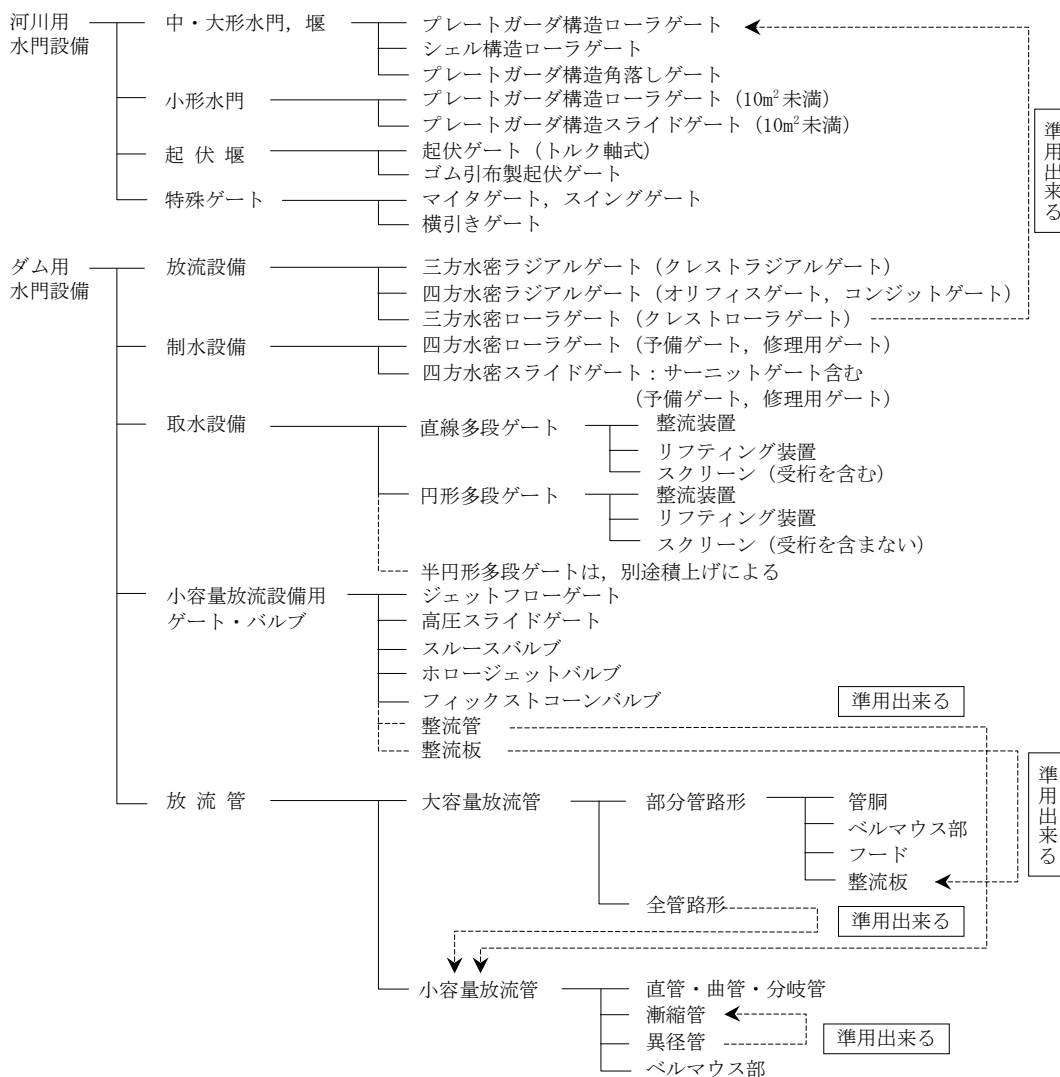 河川用
水門設備
中・大形水門，堰
プレートガーダ構造ローラゲート
シェル構造ローラゲート
プレートガーダ構造角落しゲート
小形水門
プレートガーダ構造ローラゲート（10m²未満）
プレートガーダ構造スライドゲート（10m²未満）
起 伏 堰
起伏ゲート（トルク軸式）
ゴム引布製起伏ゲート
特殊ゲート
マイタゲート，スイングゲート
横引きゲート
準用出来る
ダム用
水門設備
放流設備
三方水密ラジアルゲート（クレストラジアルゲート）
四方水密ラジアルゲート（オリフィスゲート，コンジットゲート）
三方水密ローラゲート（クレストローラゲート）
制水設備
四方水密ローラゲート（予備ゲート，修理用ゲート）
四方水密スライドゲート：サーニットゲート含む
（予備ゲート，修理用ゲート）
取水設備
直線多段ゲート
整流装置
リフティング装置
スクリーン（受桁を含む）
円形多段ゲート
整流装置
リフティング装置
スクリーン（受桁を含まない）
半円形多段ゲートは，別途積上げによる
小容量放流設備用
ゲート・バルブ
ジェットフローゲート
高圧スライドゲート
スルースバルブ
ホロージェットバルブ
フィックストコーンバルブ
準用出来る
整流管
整流板
準用出来る
放 流 管
大容量放流管
部分管路形
管胴
ベルマウス部
フード
整流板
全管路形
準用出来る
小容量放流管
直管・曲管・分岐管
漸縮管
異径管
準用出来る
ベルマウス部